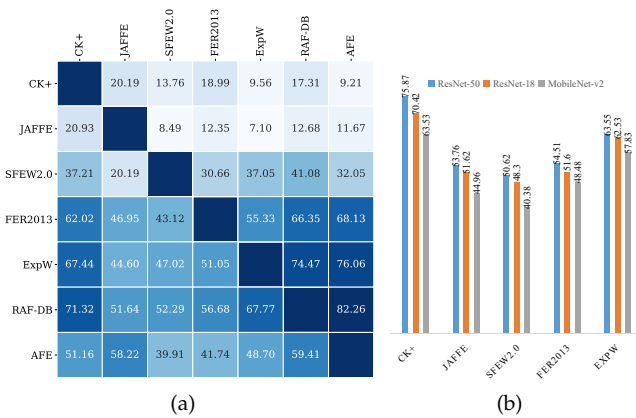 CK+ JAFFE SFEW2.0 FER2013 ExpW RAF-DB AFE
CK+ 20.19 13.76 18.99 9.56 17.31 9.21
JAFFE 20.93 8.49 12.35 7.10 12.68 11.67
SFEW2.0 37.21 20.19 30.66 37.05 41.08 32.05
FER2013 62.02 46.95 43.12 55.33 66.35 68.13
ExpW 67.44 44.60 47.02 51.05 74.47 76.06
RAF-DB 71.32 51.64 52.29 56.68 67.77 82.26
AFE 51.16 58.22 39.91 41.74 48.70 59.41
(a)
ResNet-50 ResNet-18 MobileNet-v2
75.87 70.42 63.53
53.76 51.62 44.96
50.62 48.3 40.38
54.51 51.6 48.48
63.55 62.53 57.83
CK+ JAFFE SFEW2.0 FER2013 EXPW
(b)